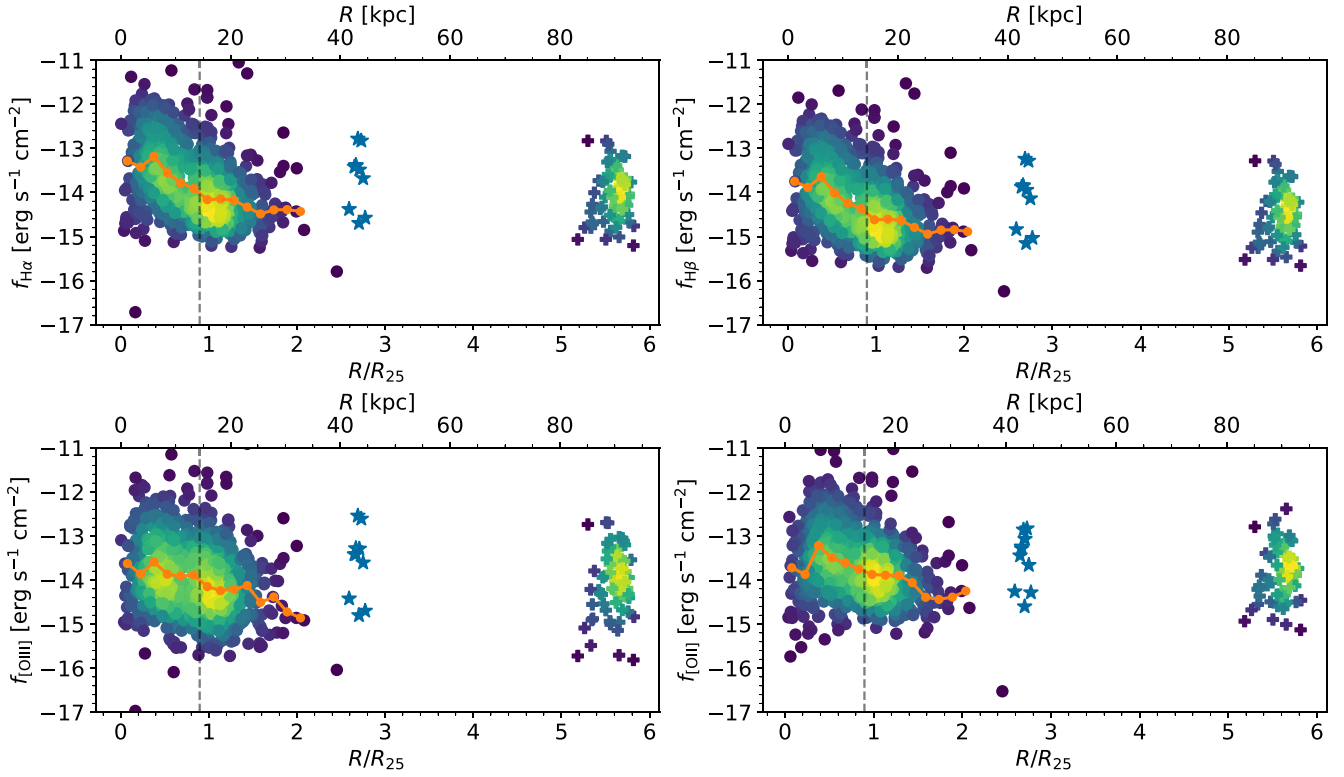 R [kpc]
0 20 40 60 80
−11
−12
−13
−14
−15
−16
−17
f_Hα [erg s⁻¹ cm⁻²]
0 1 2 3 4 5 6
R/R₂₅
R [kpc]
0 20 40 60 80
−11
−12
−13
−14
−15
−16
−17
f_Hβ [erg s⁻¹ cm⁻²]
0 1 2 3 4 5 6
R/R₂₅
R [kpc]
0 20 40 60 80
−11
−12
−13
−14
−15
−16
−17
f_[OIII] [erg s⁻¹ cm⁻²]
0 1 2 3 4 5 6
R/R₂₅
R [kpc]
0 20 40 60 80
−11
−12
−13
−14
−15
−16
−17
f_[OII] [erg s⁻¹ cm⁻²]
0 1 2 3 4 5 6
R/R₂₅